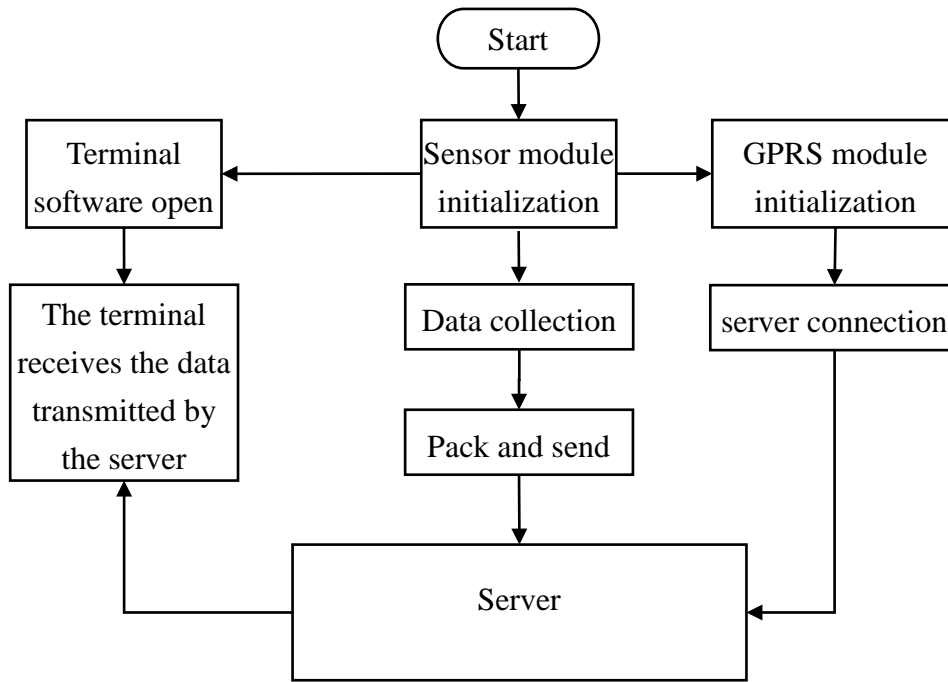 Start
Terminal
software open
Sensor module
initialization
GPRS module
initialization
The terminal
receives the data
transmitted by
the server
Data collection
server connection
Pack and send
Server